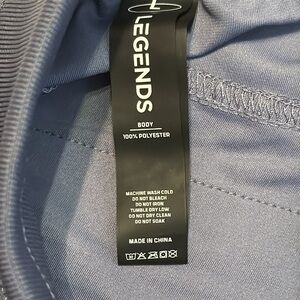 LEGENDS
BODY
100% POLYESTER
MACHINE WASH COLD
DO NOT BLEACH
DO NOT IRON
TUMBLE DRY LOW
DO NOT DRY CLEAN
DO NOT SOAK
MADE IN CHINA